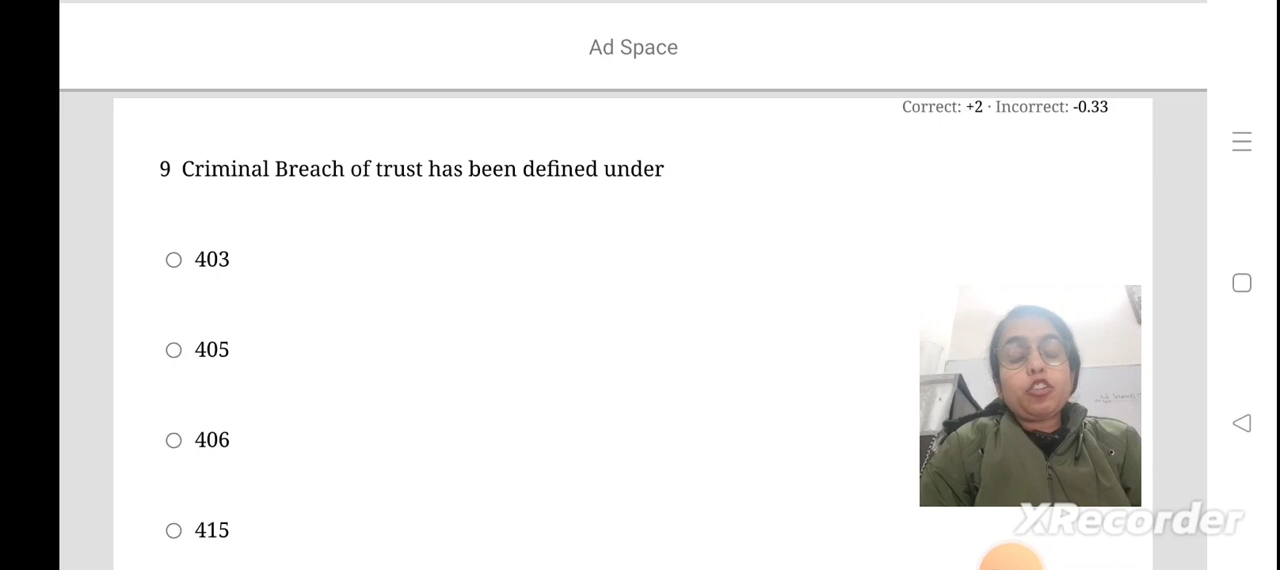 Ad Space
Correct: +2 · Incorrect: -0.33
9 Criminal Breach of trust has been defined under
403
405
406
415
XRecorder